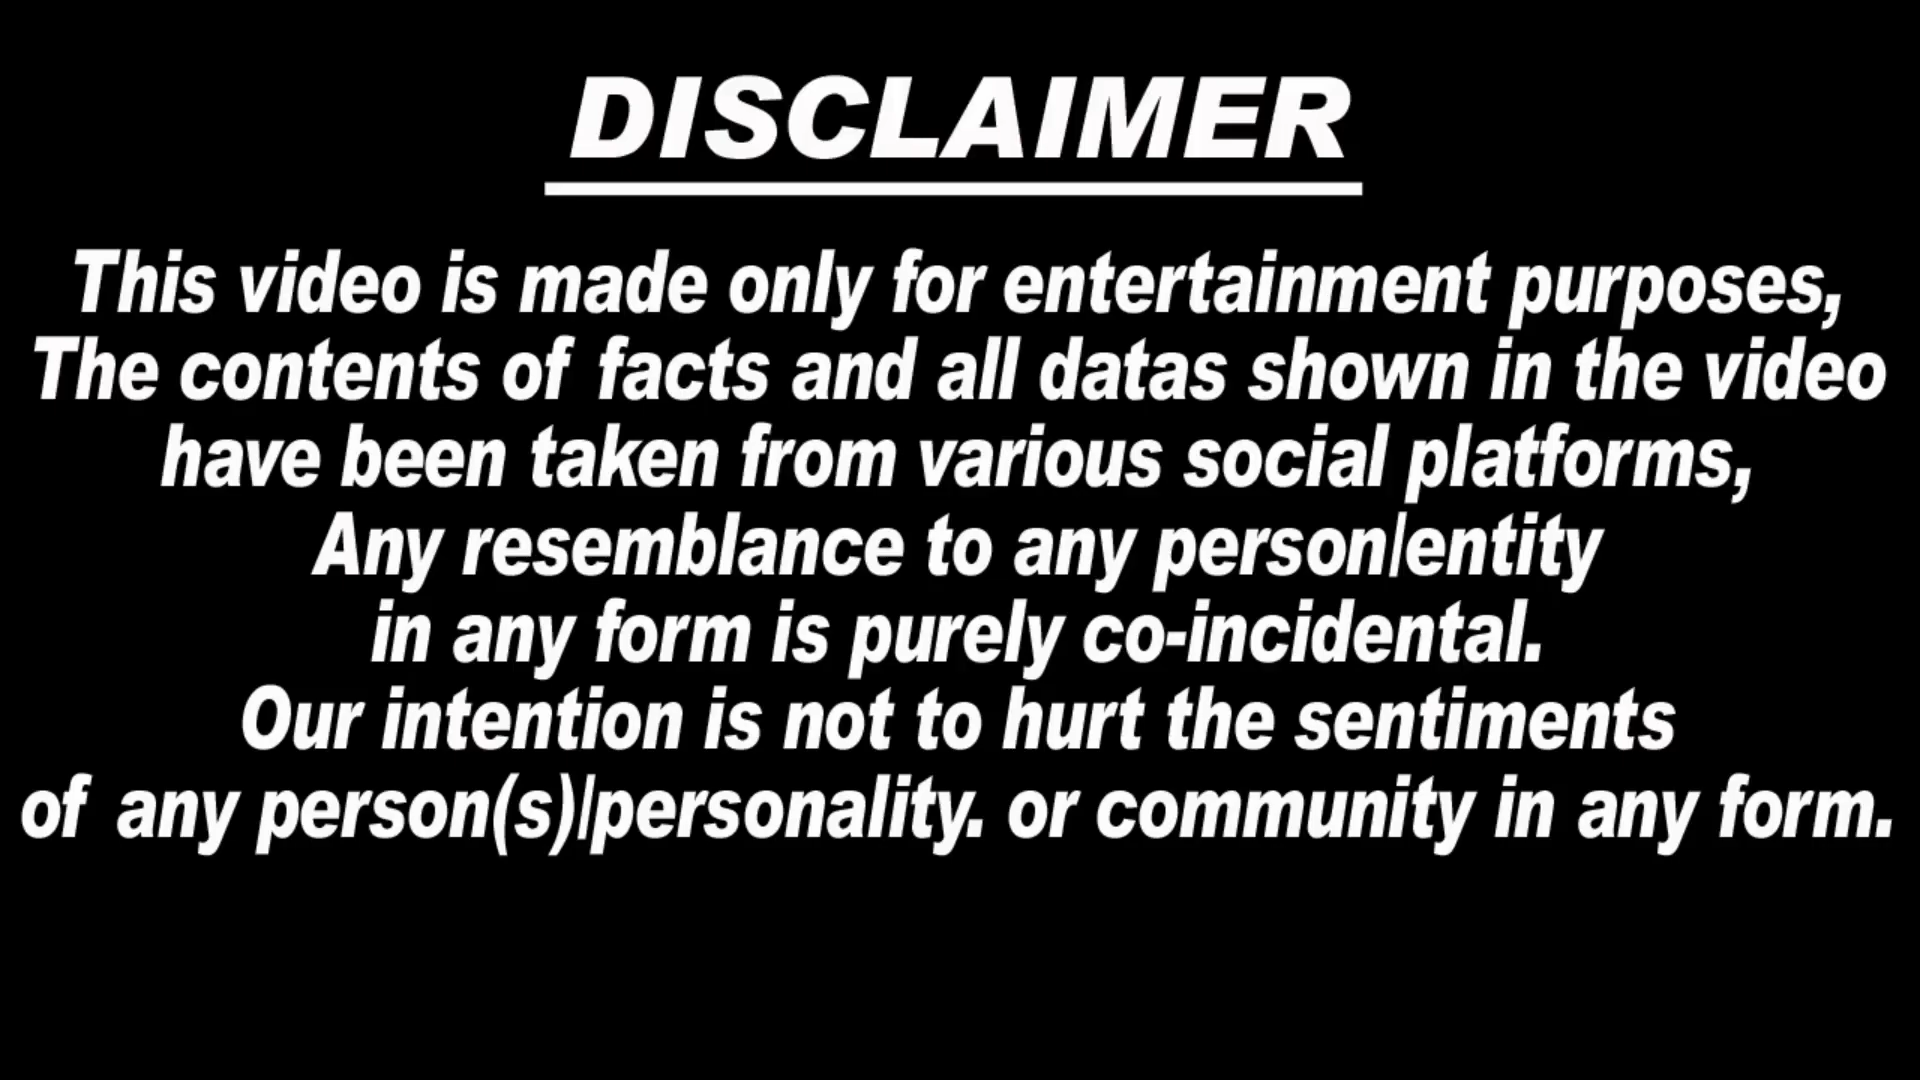 DISCLAIMER
This video is made only for entertainment purposes,
The contents of facts and all datas shown in the video
have been taken from various social platforms,
Any resemblance to any person/entity
in any form is purely co-incidental.
Our intention is not to hurt the sentiments
of any person(s)/personality. or community in any form.